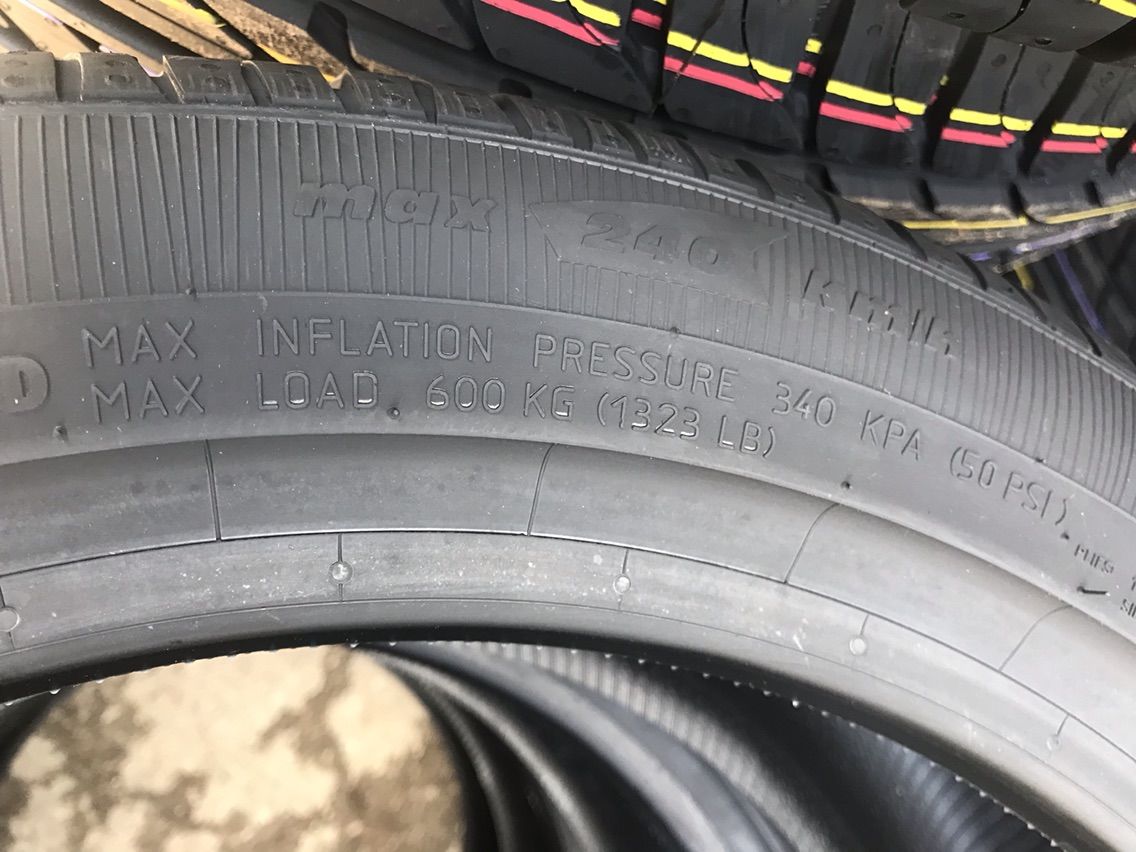 max 240 km/h
MAX INFLATION PRESSURE 340 KPA (50 PSI)
MAX LOAD 600 KG (1323 LB)